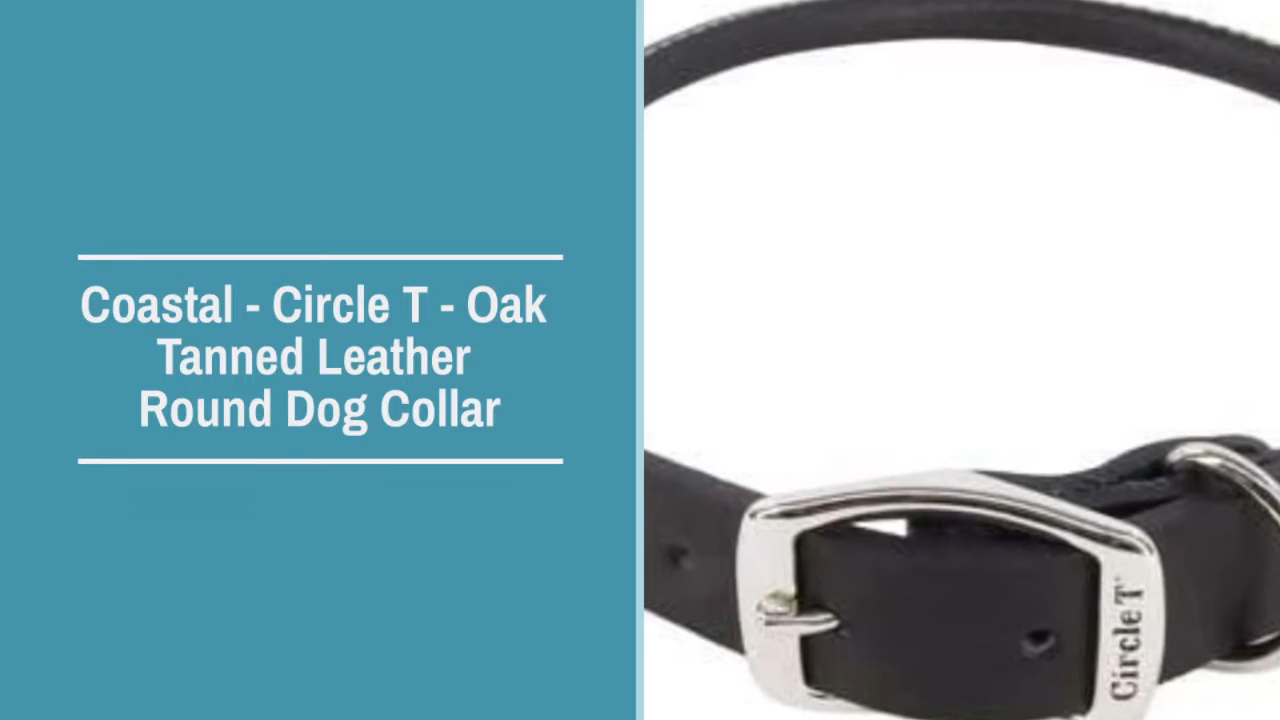 Coastal - Circle T - Oak
Tanned Leather
Round Dog Collar
Circle T